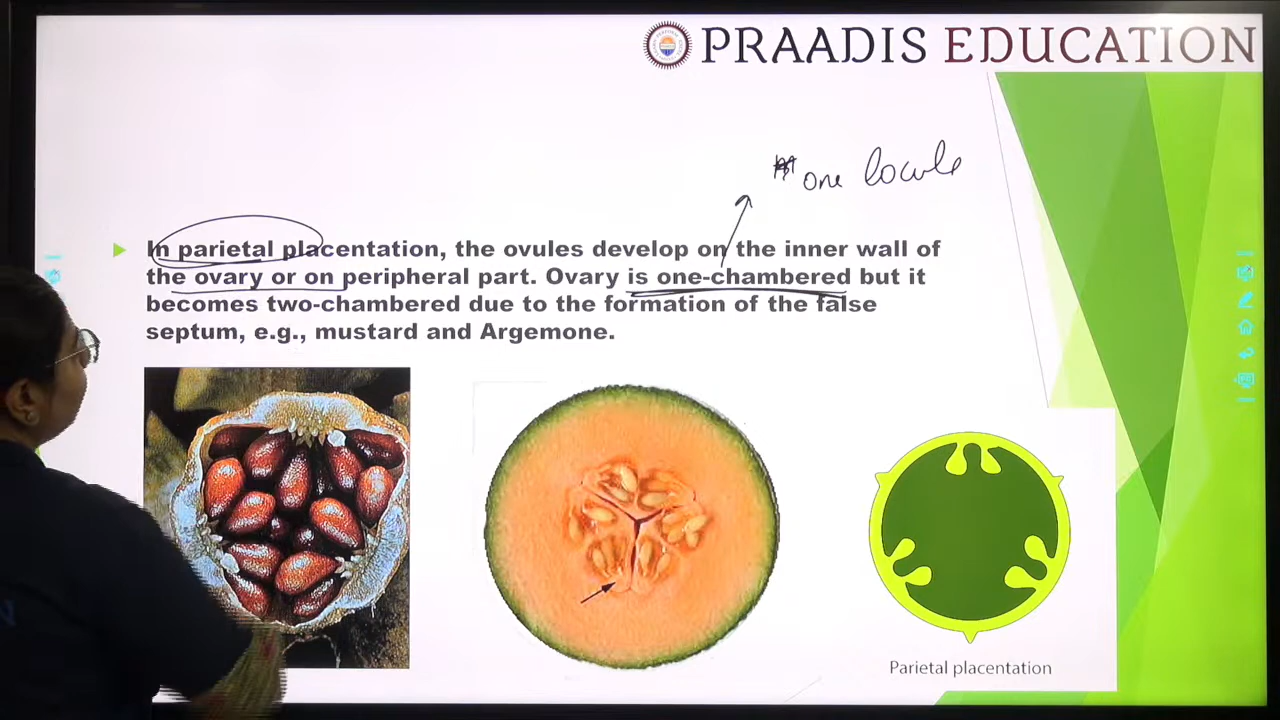 PRAADIS EDUCATION
one locule
In parietal placentation, the ovules develop on the inner wall of
the ovary or on peripheral part. Ovary is one-chambered but it
becomes two-chambered due to the formation of the false
septum, e.g., mustard and Argemone.
Parietal placentation